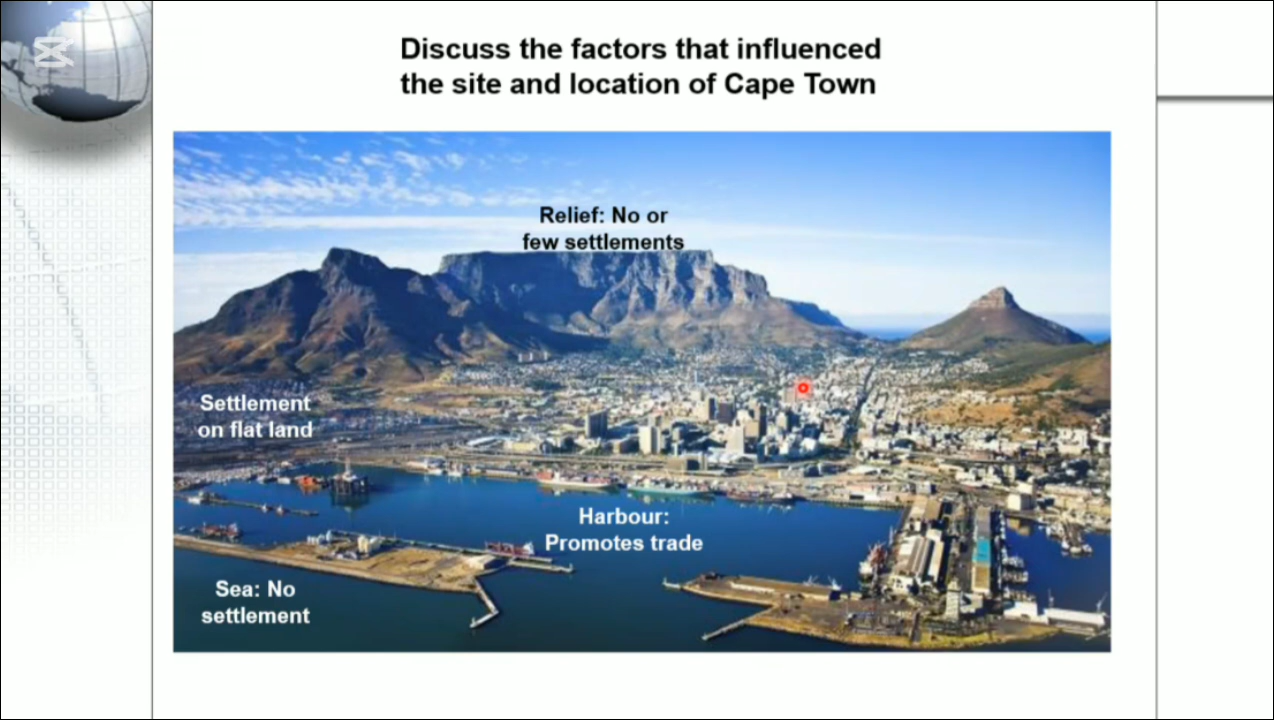 Discuss the factors that influenced
the site and location of Cape Town
Relief: No or
few settlements
Settlement
on flat land
Harbour:
Promotes trade
Sea: No
settlement